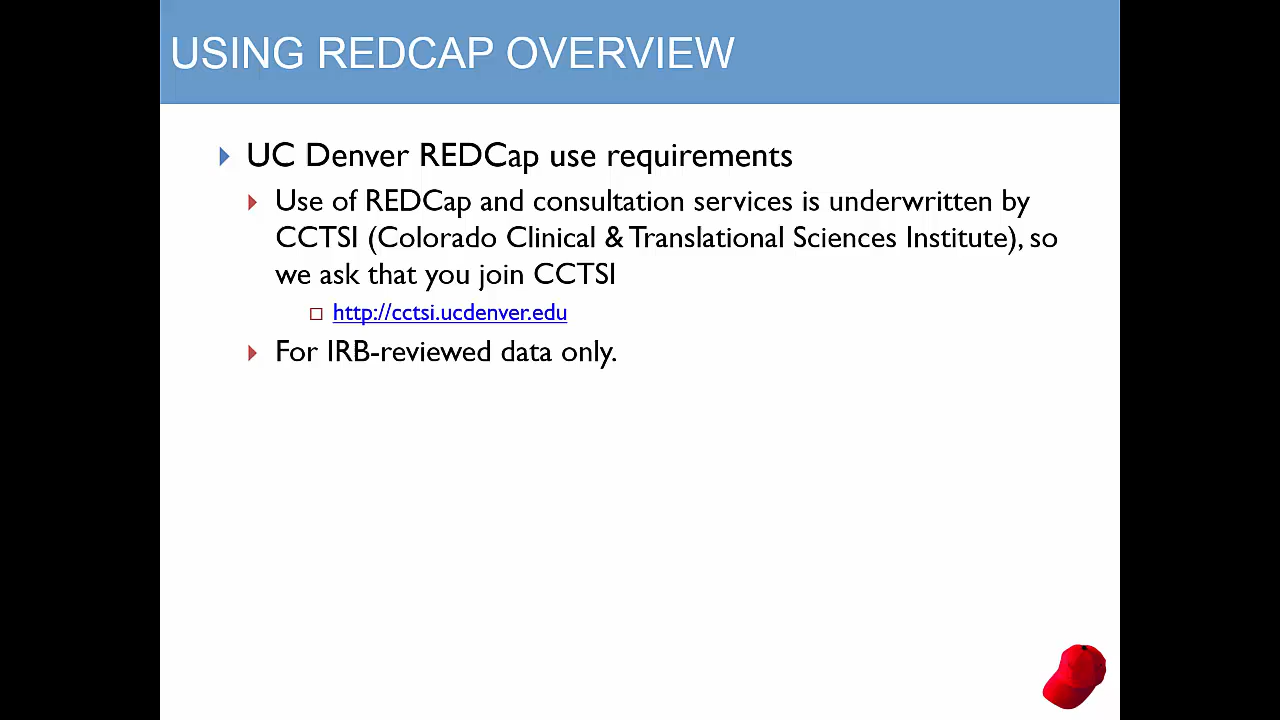 USING REDCAP OVERVIEW
UC Denver REDCap use requirements
Use of REDCap and consultation services is underwritten by
CCTSI (Colorado Clinical & Translational Sciences Institute), so
we ask that you join CCTSI
http://cctsi.ucdenver.edu
For IRB-reviewed data only.